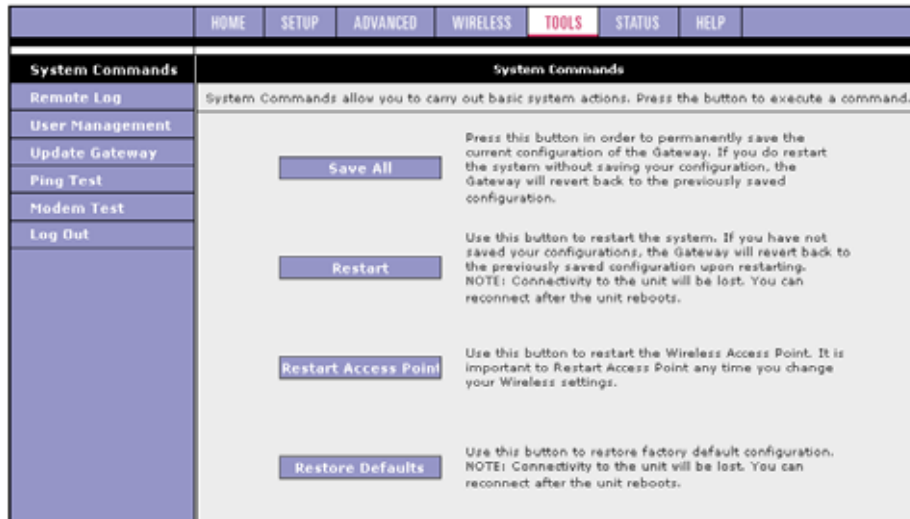 HOME SETUP ADVANCED WIRELESS TOOLS STATUS HELP
System Commands
Remote Log
User Management
Update Gateway
Ping Test
Modem Test
Log Out
System Commands
System Commands allow you to carry out basic system actions. Press the button to execute a command.
Save All
Press this button in order to permanently save the
current configuration of the Gateway. If you do restart
the system without saving your configuration, the
Gateway will revert back to the previously saved
configuration.
Restart
Use this button to restart the system. If you have not
saved your configurations, the Gateway will revert back to
the previously saved configuration upon restarting.
NOTE: Connectivity to the unit will be lost. You can
reconnect after the unit reboots.
Restart Access Point
Use this button to restart the Wireless Access Point. It is
important to Restart Access Point any time you change
your Wireless settings.
Restore Defaults
Use this button to restore factory default configuration.
NOTE: Connectivity to the unit will be lost. You can
reconnect after the unit reboots.